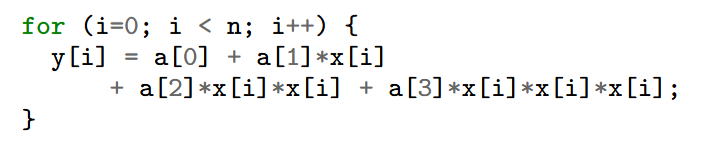 for (i=0; i < n; i++) {
  y[i] = a[0] + a[1]*x[i]
       + a[2]*x[i]*x[i] + a[3]*x[i]*x[i]*x[i];
}